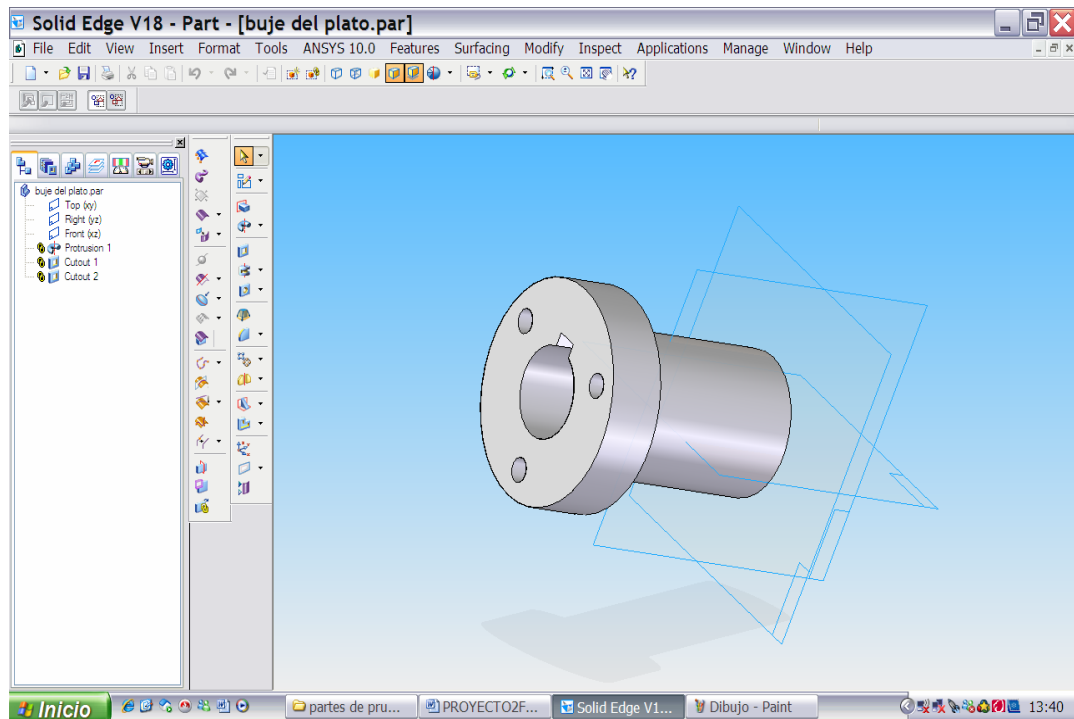 Solid Edge V18 - Part - [buje del plato.par]
File Edit View Insert Format Tools ANSYS 10.0 Features Surfacing Modify Inspect Applications Manage Window Help
buje del plato.par
Top (xy)
Right (yz)
Front (xz)
Protrusion 1
Cutout 1
Cutout 2
Inicio partes de pru... PROYECTO2F... Solid Edge V1... Dibujo - Paint 13:40